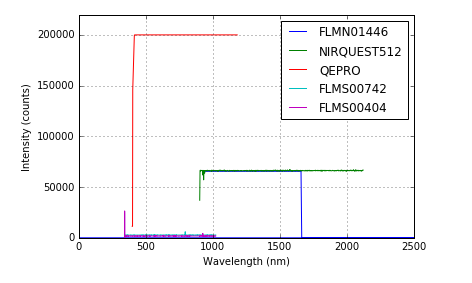 FLMN01446
NIRQUEST512
QEPRO
FLMS00742
FLMS00404
200000
150000
100000
50000
0
Intensity (counts)
0 500 1000 1500 2000 2500
Wavelength (nm)